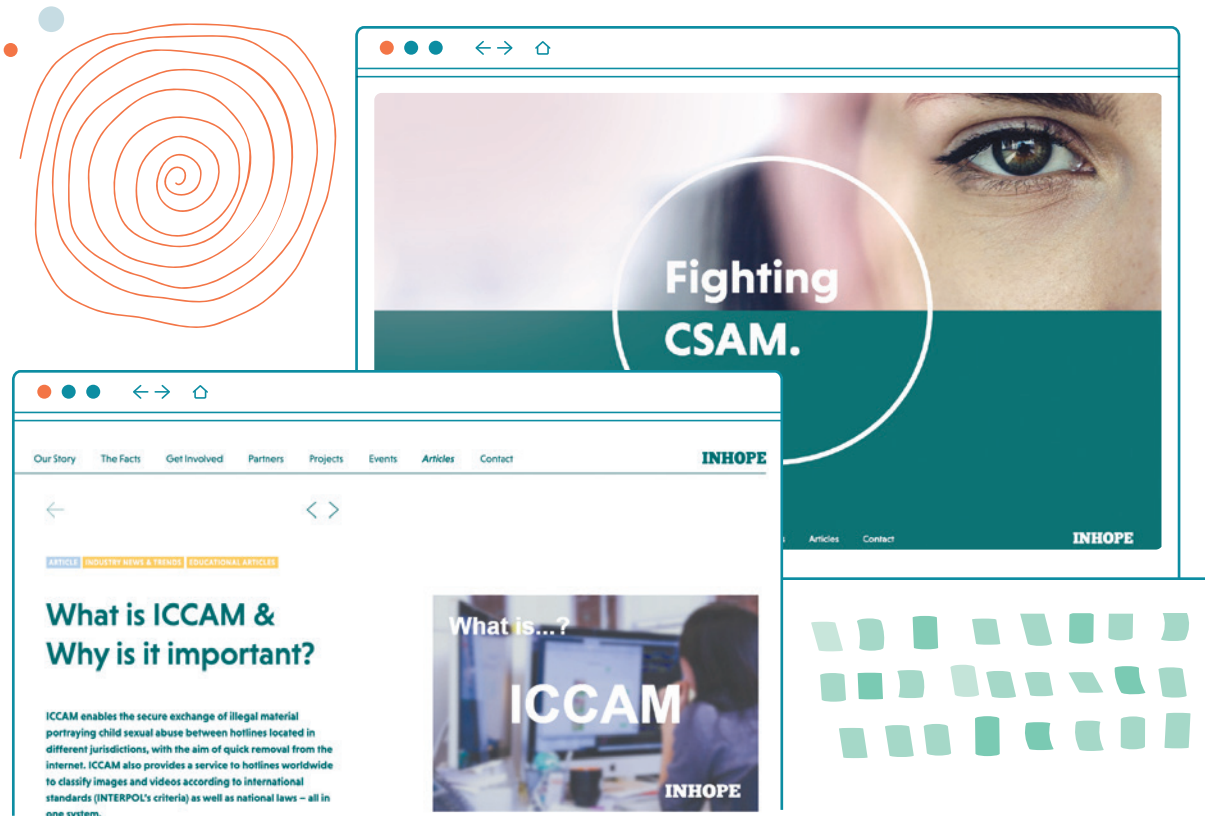 Fighting
CSAM.
Articles Contact INHOPE
Our Story The Facts Get Involved Partners Projects Events Articles Contact INHOPE
ARTICLE INDUSTRY NEWS & TRENDS EDUCATIONAL ARTICLES
What is ICCAM &
Why is it important?
ICCAM enables the secure exchange of illegal material
portraying child sexual abuse between hotlines located in
different jurisdictions, with the aim of quick removal from the
internet. ICCAM also provides a service to hotlines worldwide
to classify images and videos according to international
standards (INTERPOL's criteria) as well as national laws – all in
one system.
What is...?
ICCAM
INHOPE